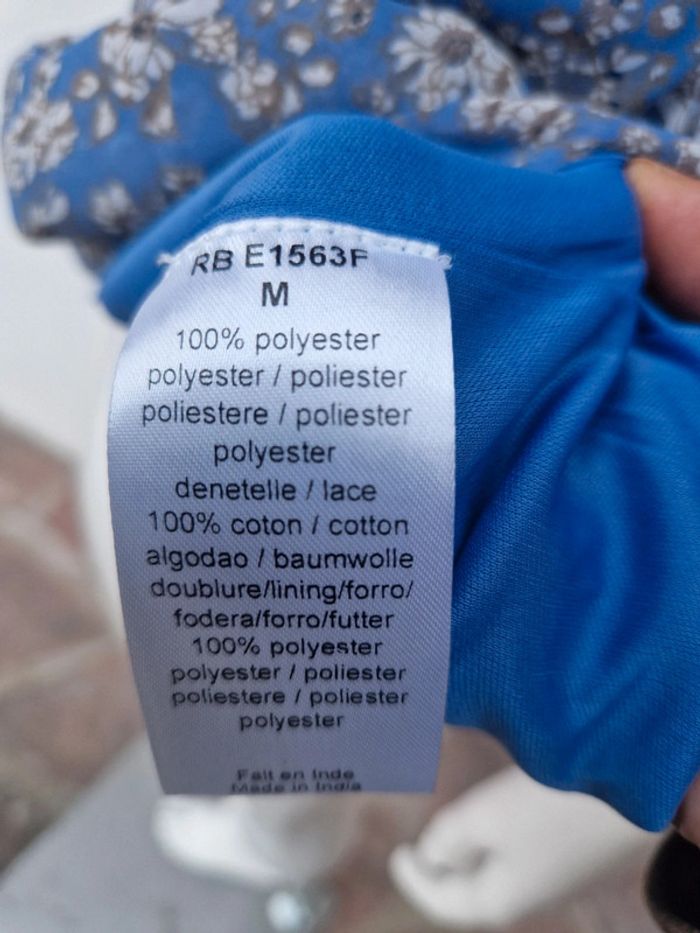 RB E1563F
M
100% polyester
polyester / poliester
poliestere / poliester
polyester
denetelle / lace
100% coton / cotton
algodao / baumwolle
doublure/lining/forro/
fodera/forro/futter
100% polyester
polyester / poliester
poliestere / poliester
polyester
Fait en Inde
Made in India